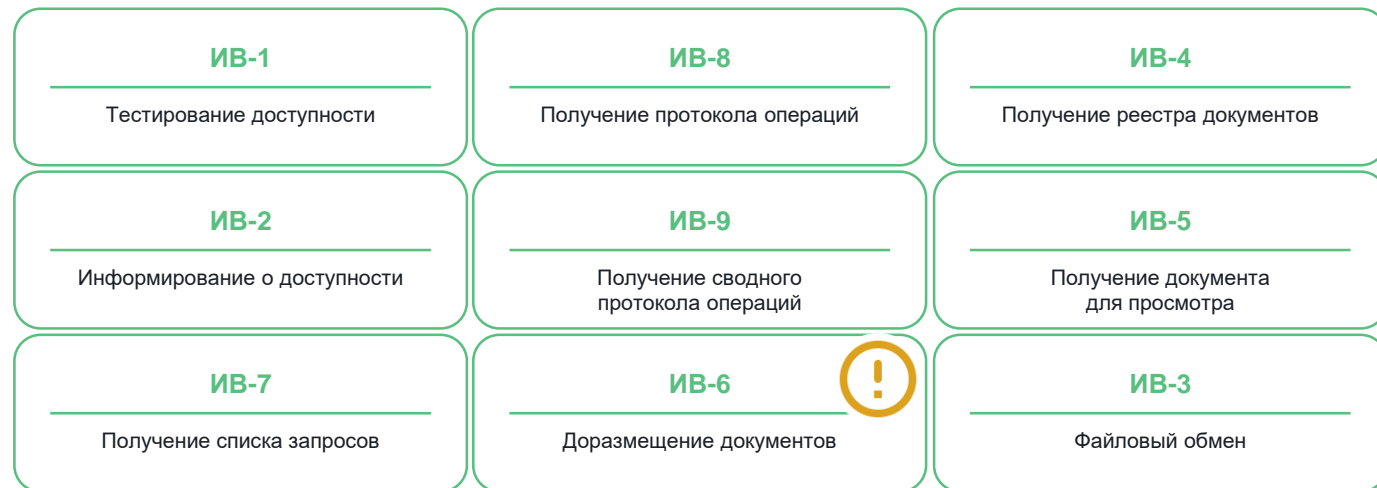 ИВ-1
Тестирование доступности
ИВ-8
Получение протокола операций
ИВ-4
Получение реестра документов
ИВ-2
Информирование о доступности
ИВ-9
Получение сводного
протокола операций
ИВ-5
Получение документа
для просмотра
ИВ-7
Получение списка запросов
ИВ-6
!
Доразмещение документов
ИВ-3
Файловый обмен